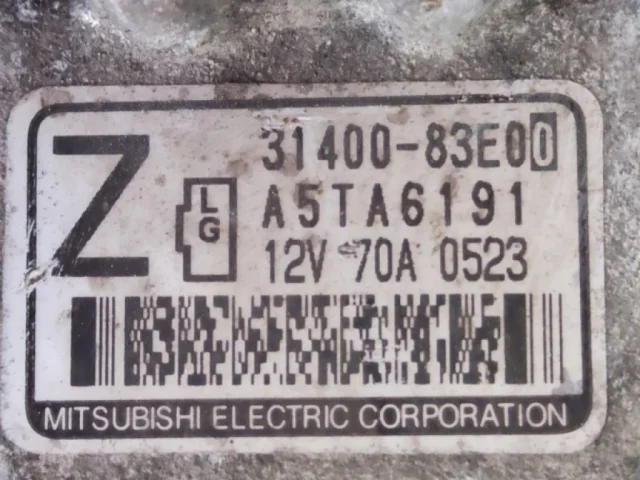 Z
31400-83E00
L
G
A5TA6191
12V 70A 0523
MITSUBISHI ELECTRIC CORPORATION